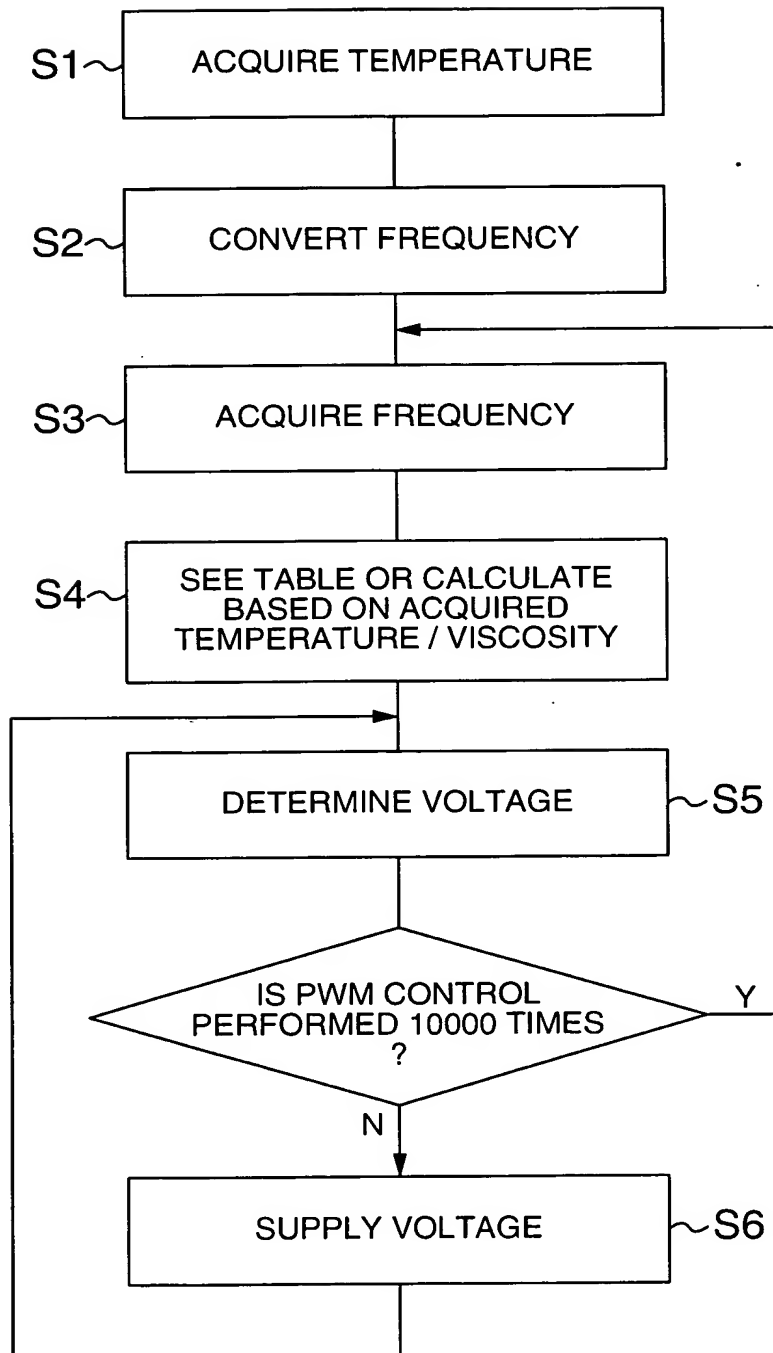 S1
ACQUIRE TEMPERATURE
S2
CONVERT FREQUENCY
S3
ACQUIRE FREQUENCY
S4
SEE TABLE OR CALCULATE
BASED ON ACQUIRED
TEMPERATURE / VISCOSITY
DETERMINE VOLTAGE
S5
IS PWM CONTROL
PERFORMED 10000 TIMES
?
Y
N
SUPPLY VOLTAGE
S6